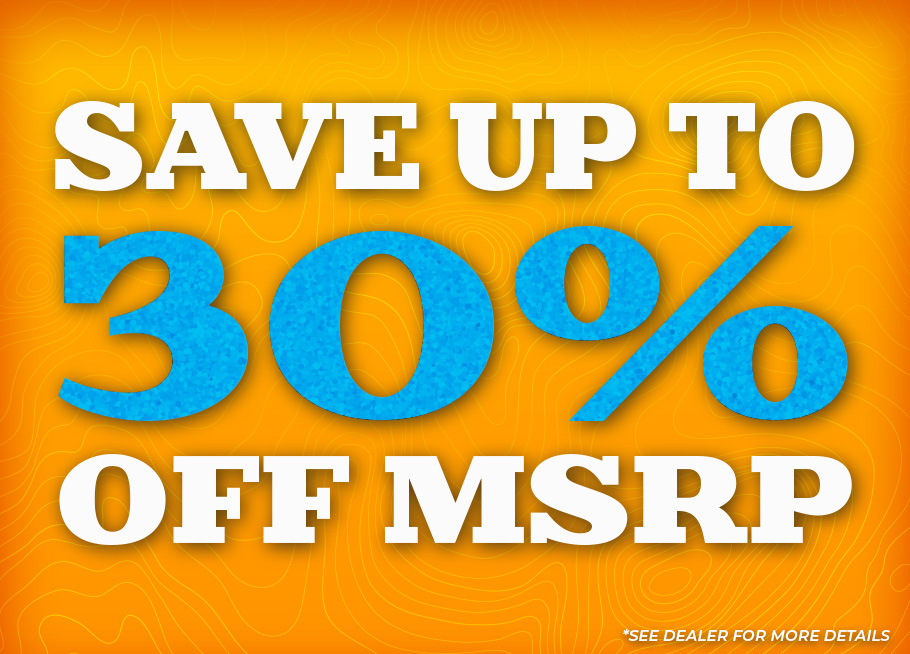 SAVE UP TO
30%
OFF MSRP
*SEE DEALER FOR MORE DETAILS